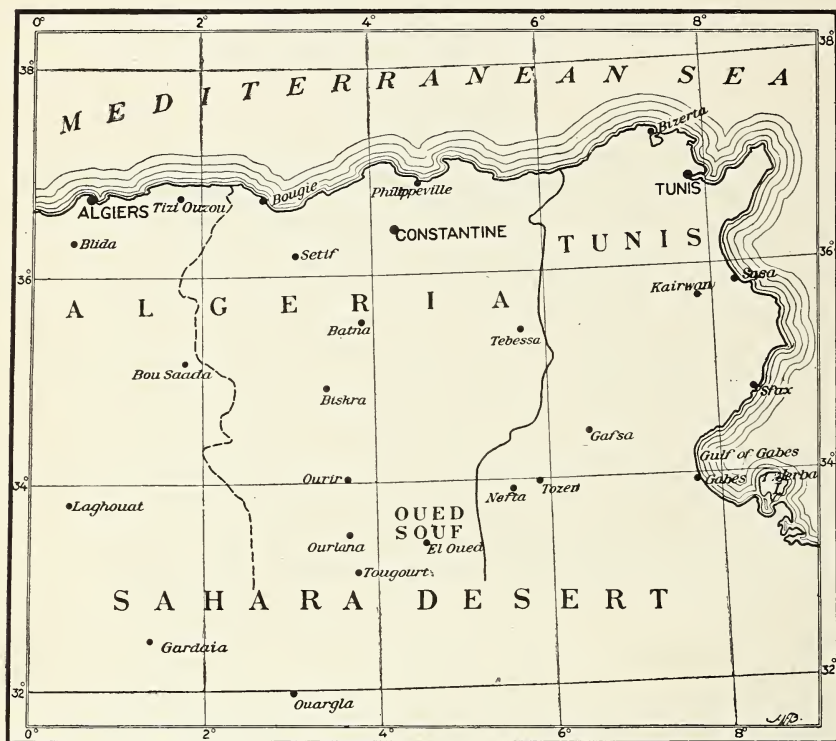 0° 2° 4° 6° 8°
38° 38°
MEDITERRANEAN SEA
Bizerta
Bougie
Philippeville
TUNIS
ALGIERS
Tizi Ouzou
CONSTANTINE
TUNIS
Blida
Setif
36° 36°
Kairwan
Susa
ALGERIA
Batna
Tebessa
Bou Saada
Biskra
Sfax
Gafsa
Gulf of Gabes
34° 34°
Ourir
Nefta
Tozer
Gabes
I. Jerba
Laghouat
OUED
SOUF
Ourlana
El Oued
Tougourt
SAHARA DESERT
Gardaia
32° 32°
Ouargla
0° 2° 4° 6° 8°